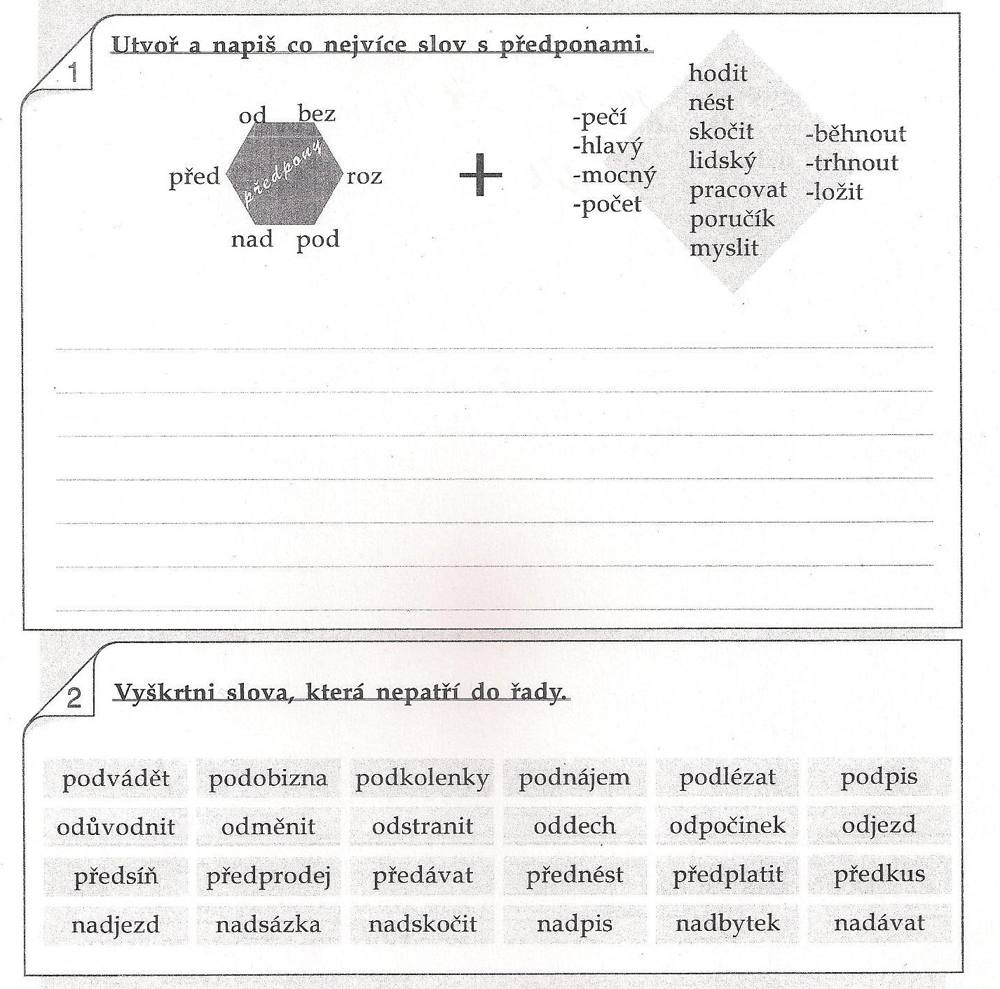 1
Utvoř a napiš co nejvíce slov s předponami.
od bez
před předpony roz
nad pod
+
-pečí
-hlavý
-mocný
-počet
hodit
nést
skočit
lidský
pracovat
poručík
myslit
-běhnout
-trhnout
-ložit
2
Vyškrtni slova, která nepatří do řady.
podvádět podobizna podkolenky podnájem podlézat podpis
odůvodnit odměnit odstranit oddech odpočinek odjezd
předsíň předprodej předávat přednést předplatit předkus
nadjezd nadsázka nadskočit nadpis nadbytek nadávat